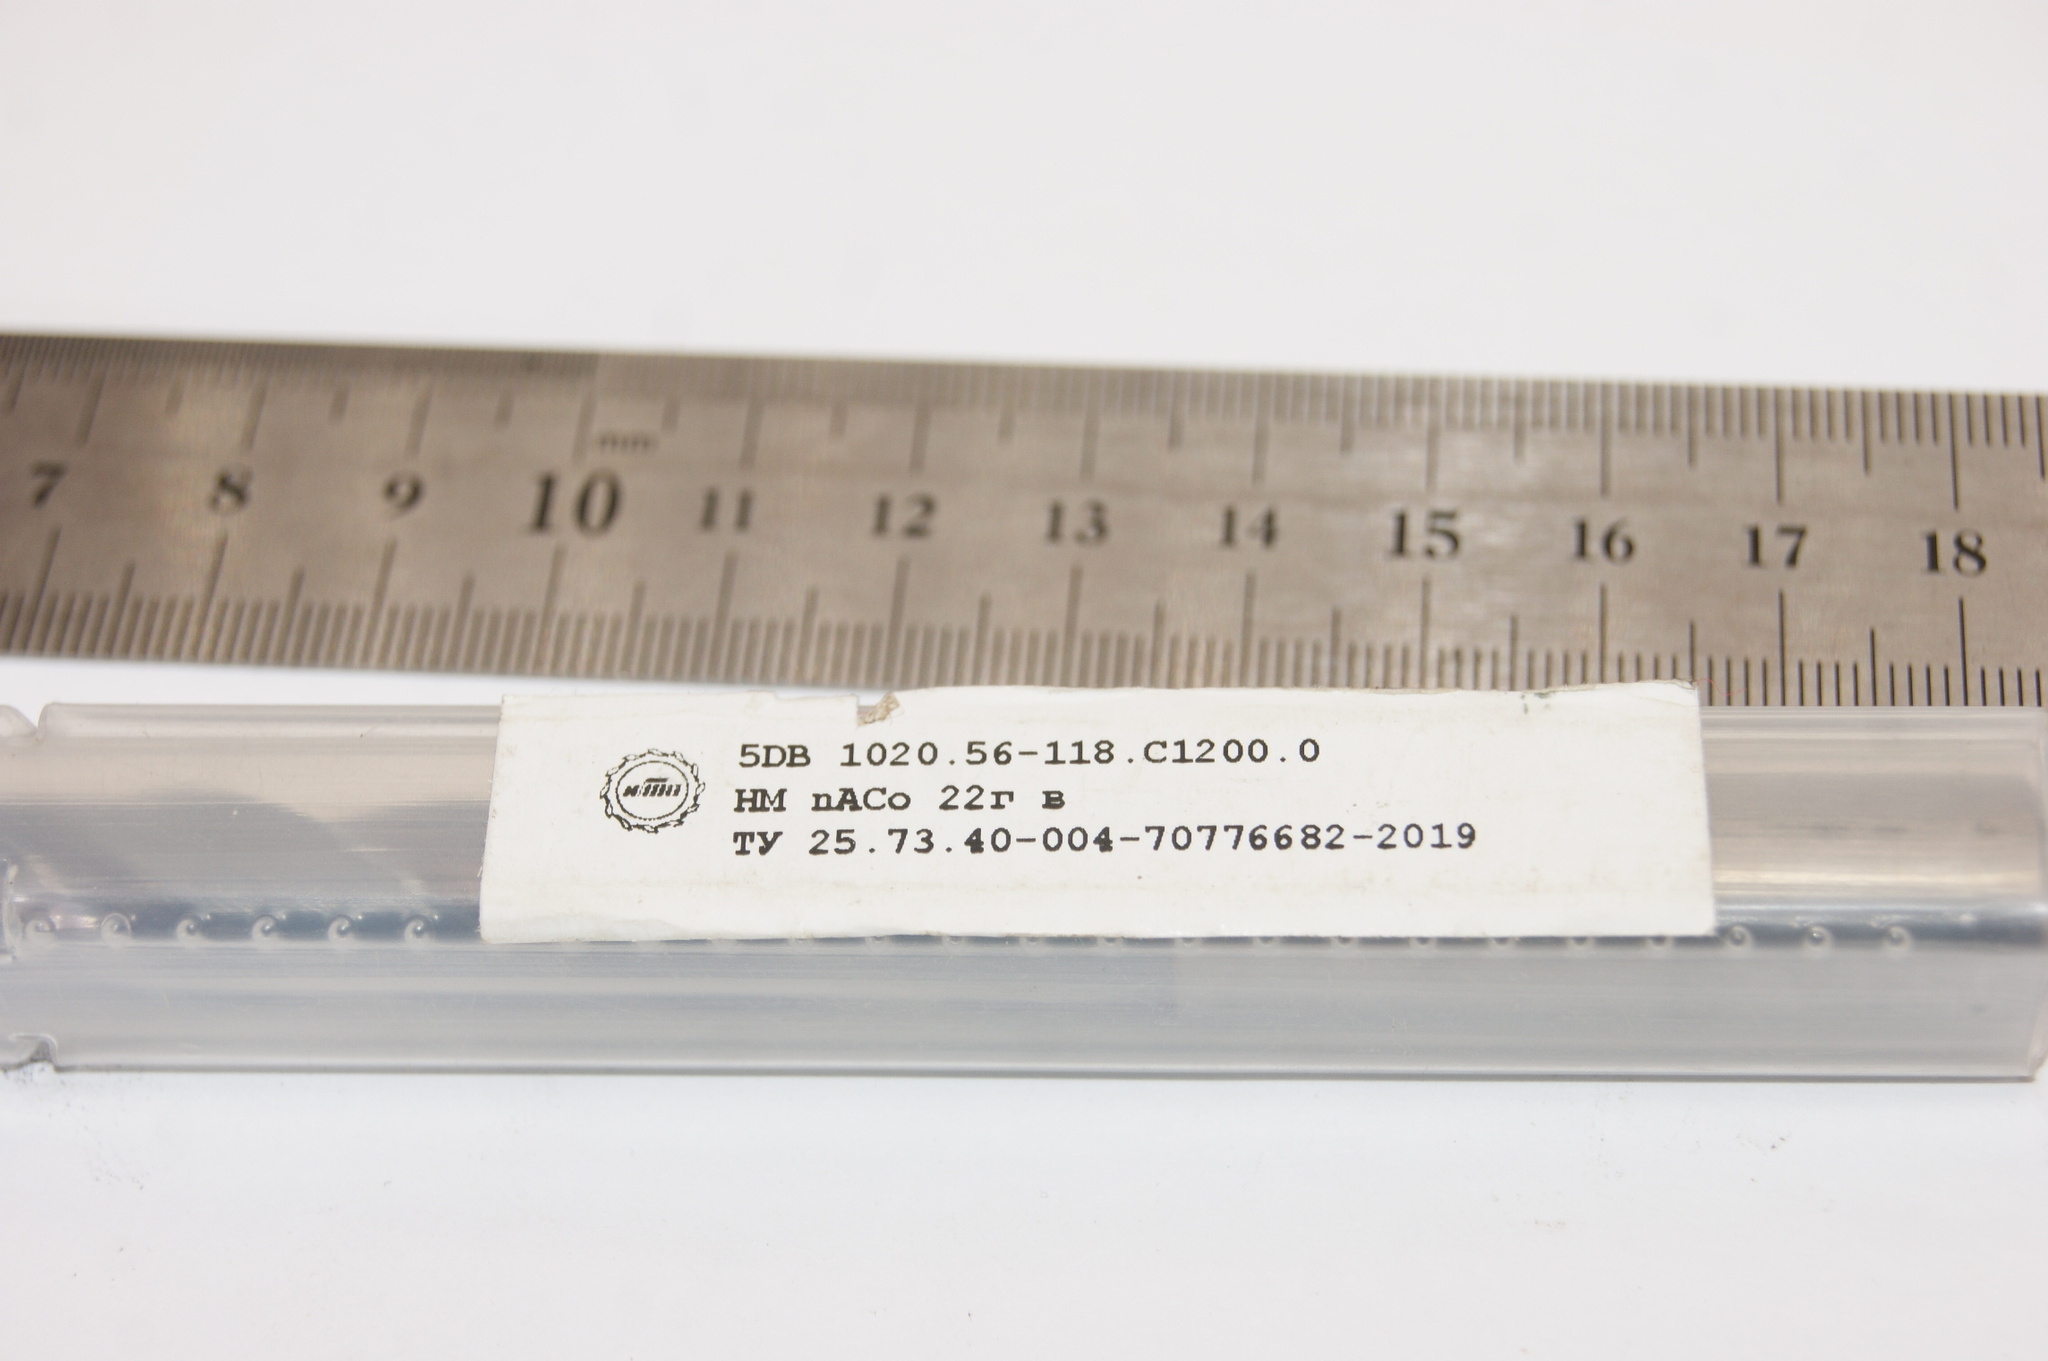 mm
7 8 9 10 11 12 13 14 15 16 17 18
5DB 1020.56-118.C1200.0
НМ nACo 22г в
ТУ 25.73.40-004-70776682-2019